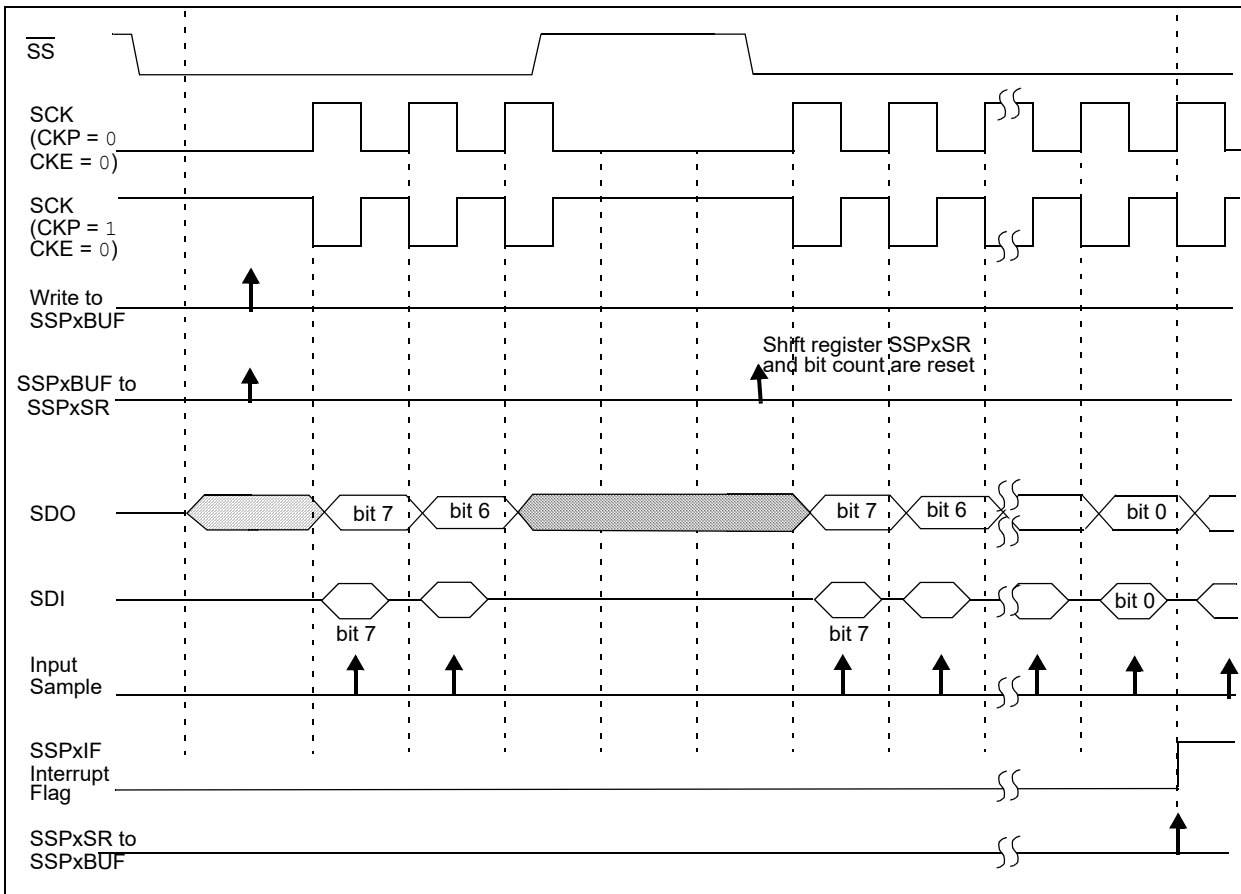 SS
SCK
(CKP = 0
CKE = 0)
SCK
(CKP = 1
CKE = 0)
Write to
SSPxBUF
Shift register SSPxSR
and bit count are reset
SSPxBUF to
SSPxSR
SDO
bit 7
bit 6
bit 7
bit 6
bit 0
SDI
bit 0
bit 7
bit 7
Input
Sample
SSPxIF
Interrupt
Flag
SSPxSR to
SSPxBUF